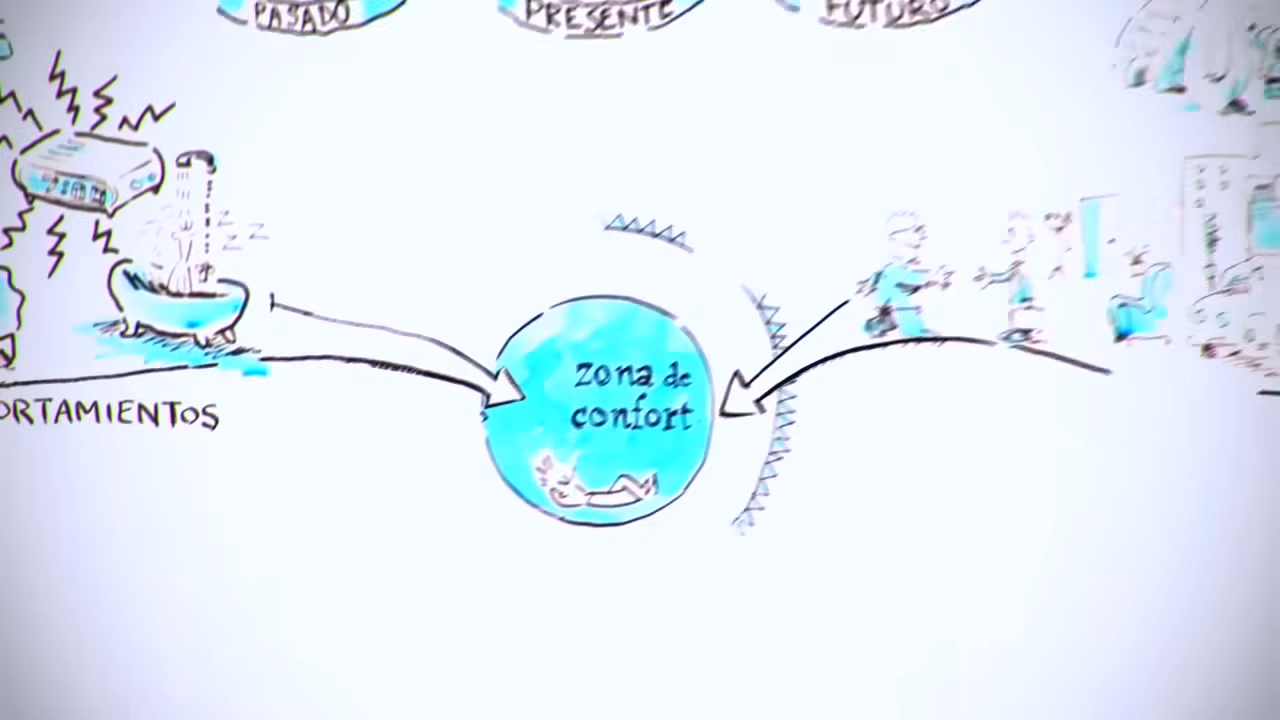 PASADO
PRESENTE
FUTURO
z z
z z
zona de
confort
ORTAMIENTOS